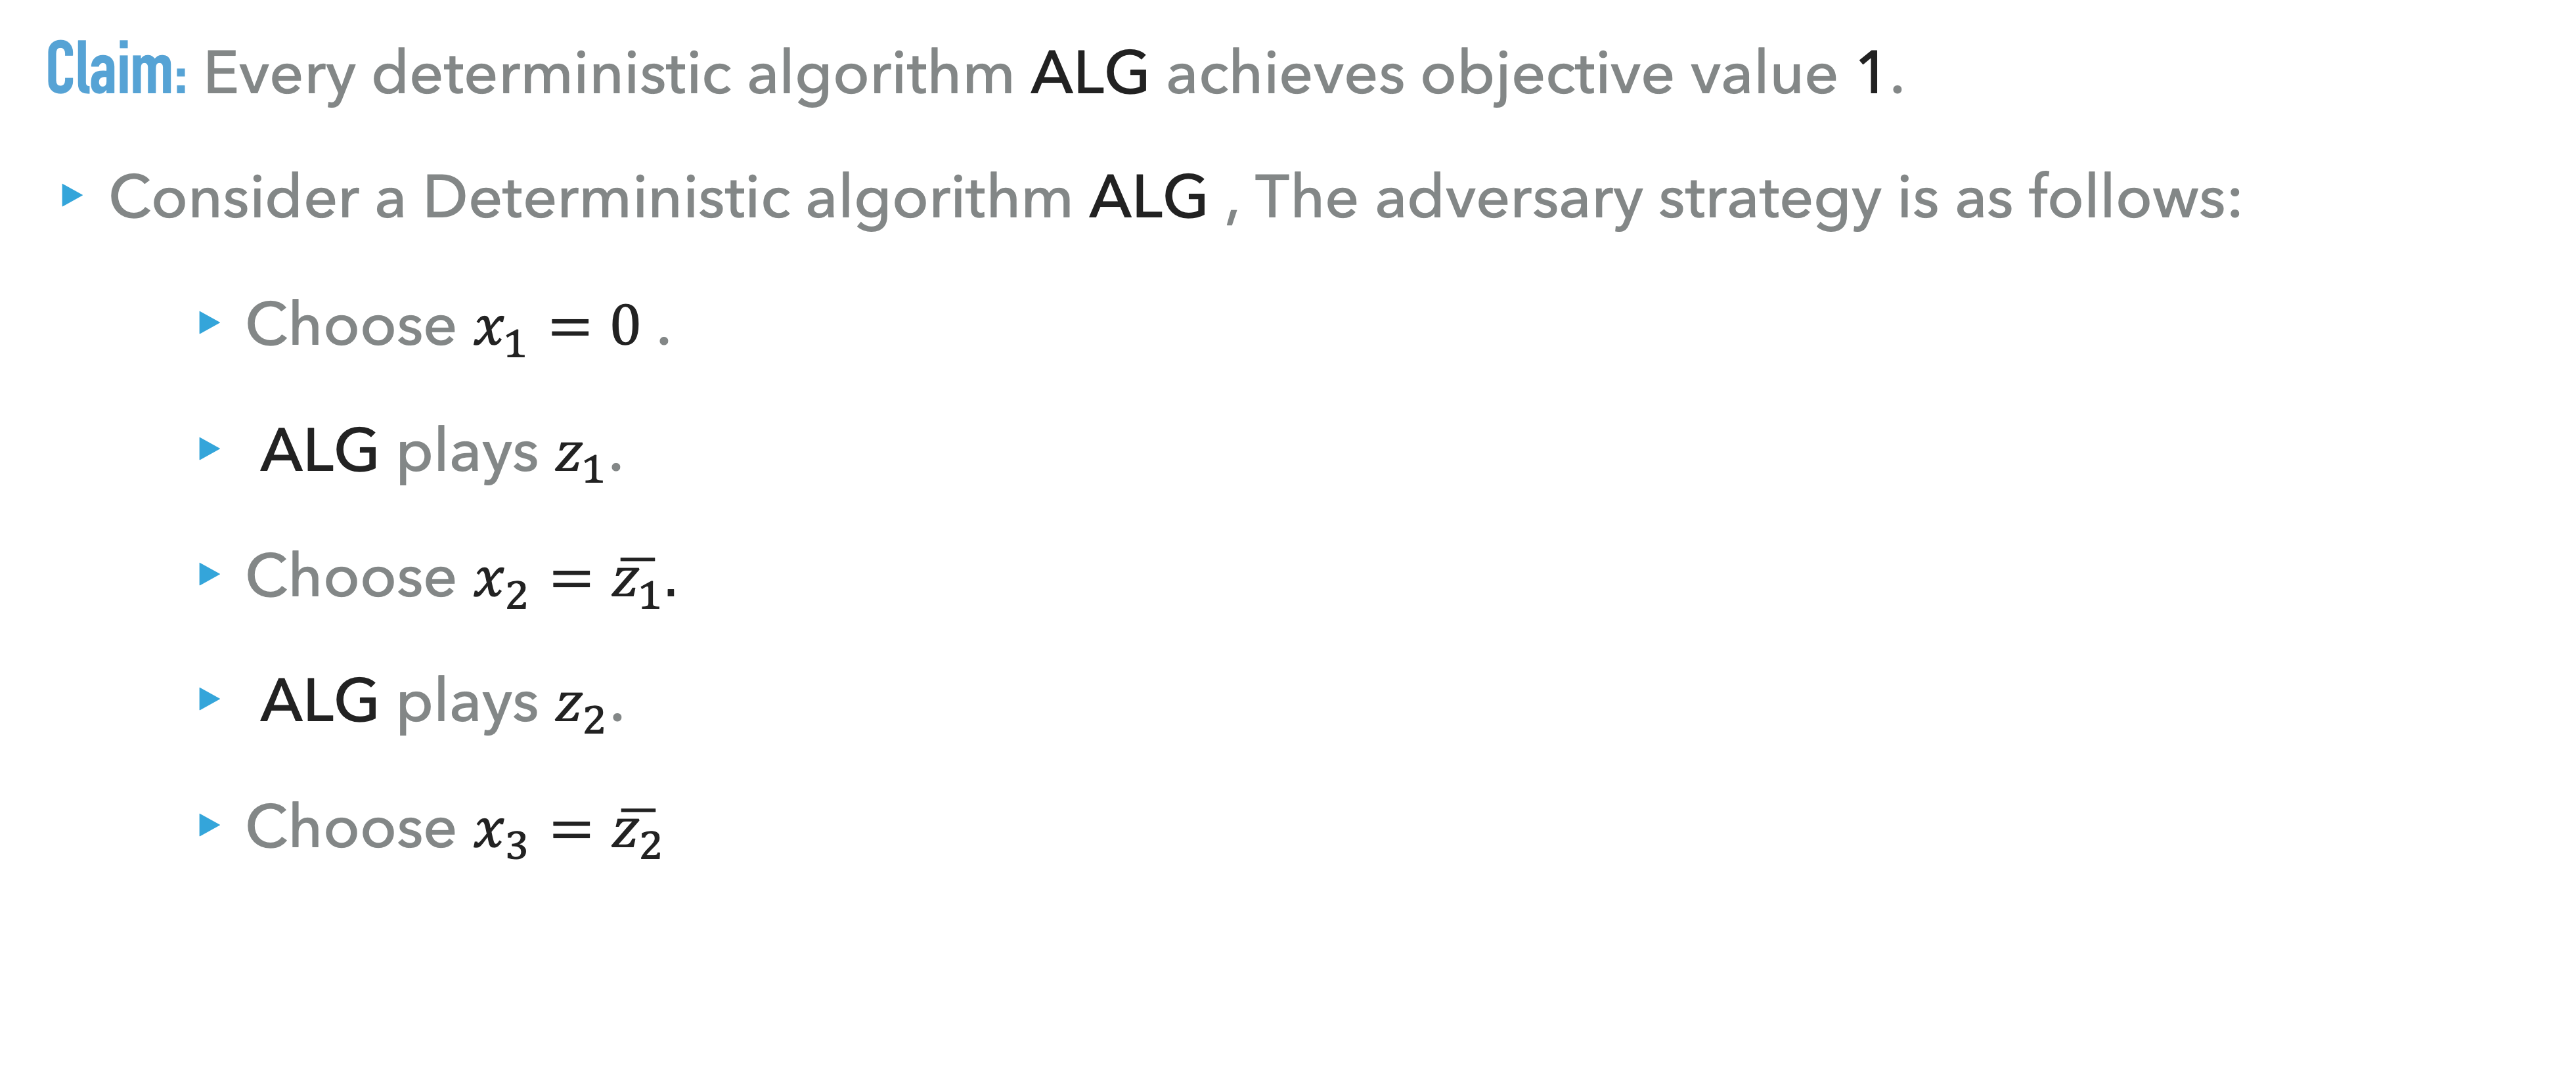 Claim: Every deterministic algorithm ALG achieves objective value 1.
▸ Consider a Deterministic algorithm ALG , The adversary strategy is as follows:
▸ Choose x₁ = 0 .
▸ ALG plays z₁.
▸ Choose x₂ = z̅₁.
▸ ALG plays z₂.
▸ Choose x₃ = z̅₂